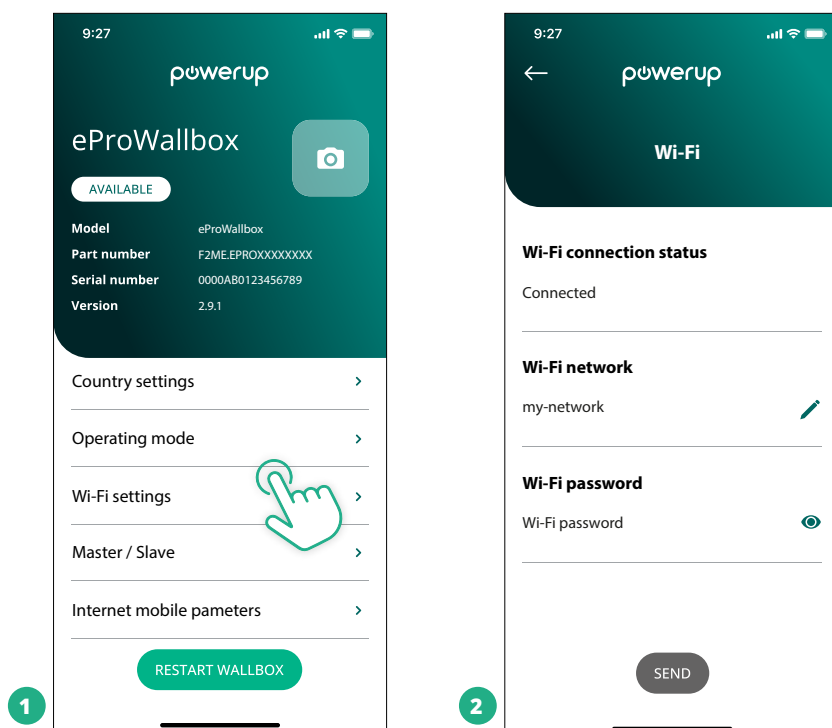 9:27
powerup
eProWallbox
AVAILABLE
Model eProWallbox
Part number F2ME.EPROXXXXXXXX
Serial number 0000AB0123456789
Version 2.9.1
Country settings
Operating mode
Wi-Fi settings
Master / Slave
Internet mobile pameters
RESTART WALLBOX
1
9:27
powerup
Wi-Fi
Wi-Fi connection status
Connected
Wi-Fi network
my-network
Wi-Fi password
Wi-Fi password
SEND
2